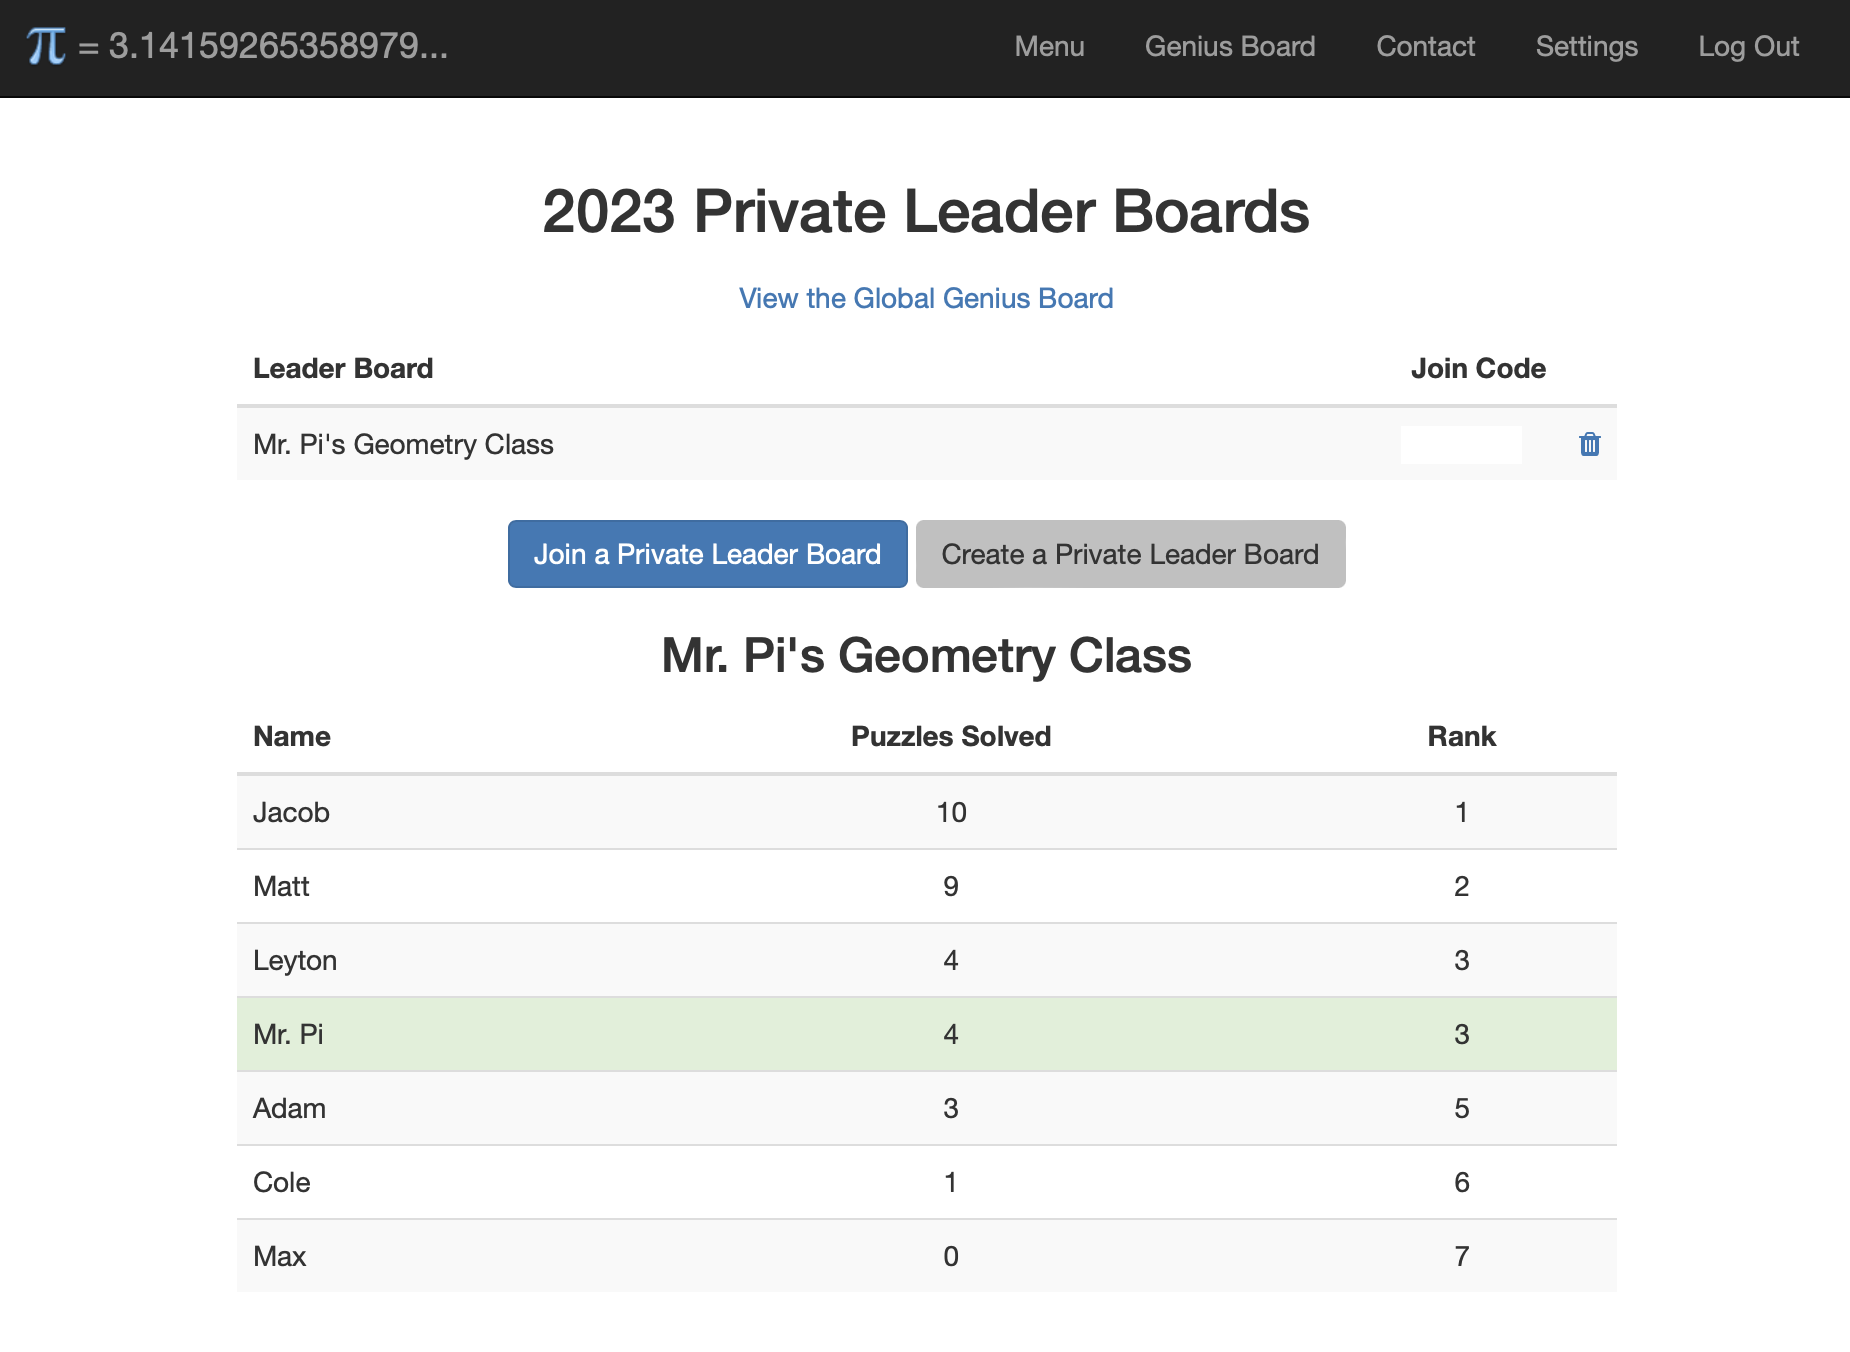 π = 3.14159265358979... Menu Genius Board Contact Settings Log Out
2023 Private Leader Boards
View the Global Genius Board
Leader Board Join Code
Mr. Pi's Geometry Class
Join a Private Leader Board Create a Private Leader Board
Mr. Pi's Geometry Class
Name Puzzles Solved Rank
Jacob 10 1
Matt 9 2
Leyton 4 3
Mr. Pi 4 3
Adam 3 5
Cole 1 6
Max 0 7